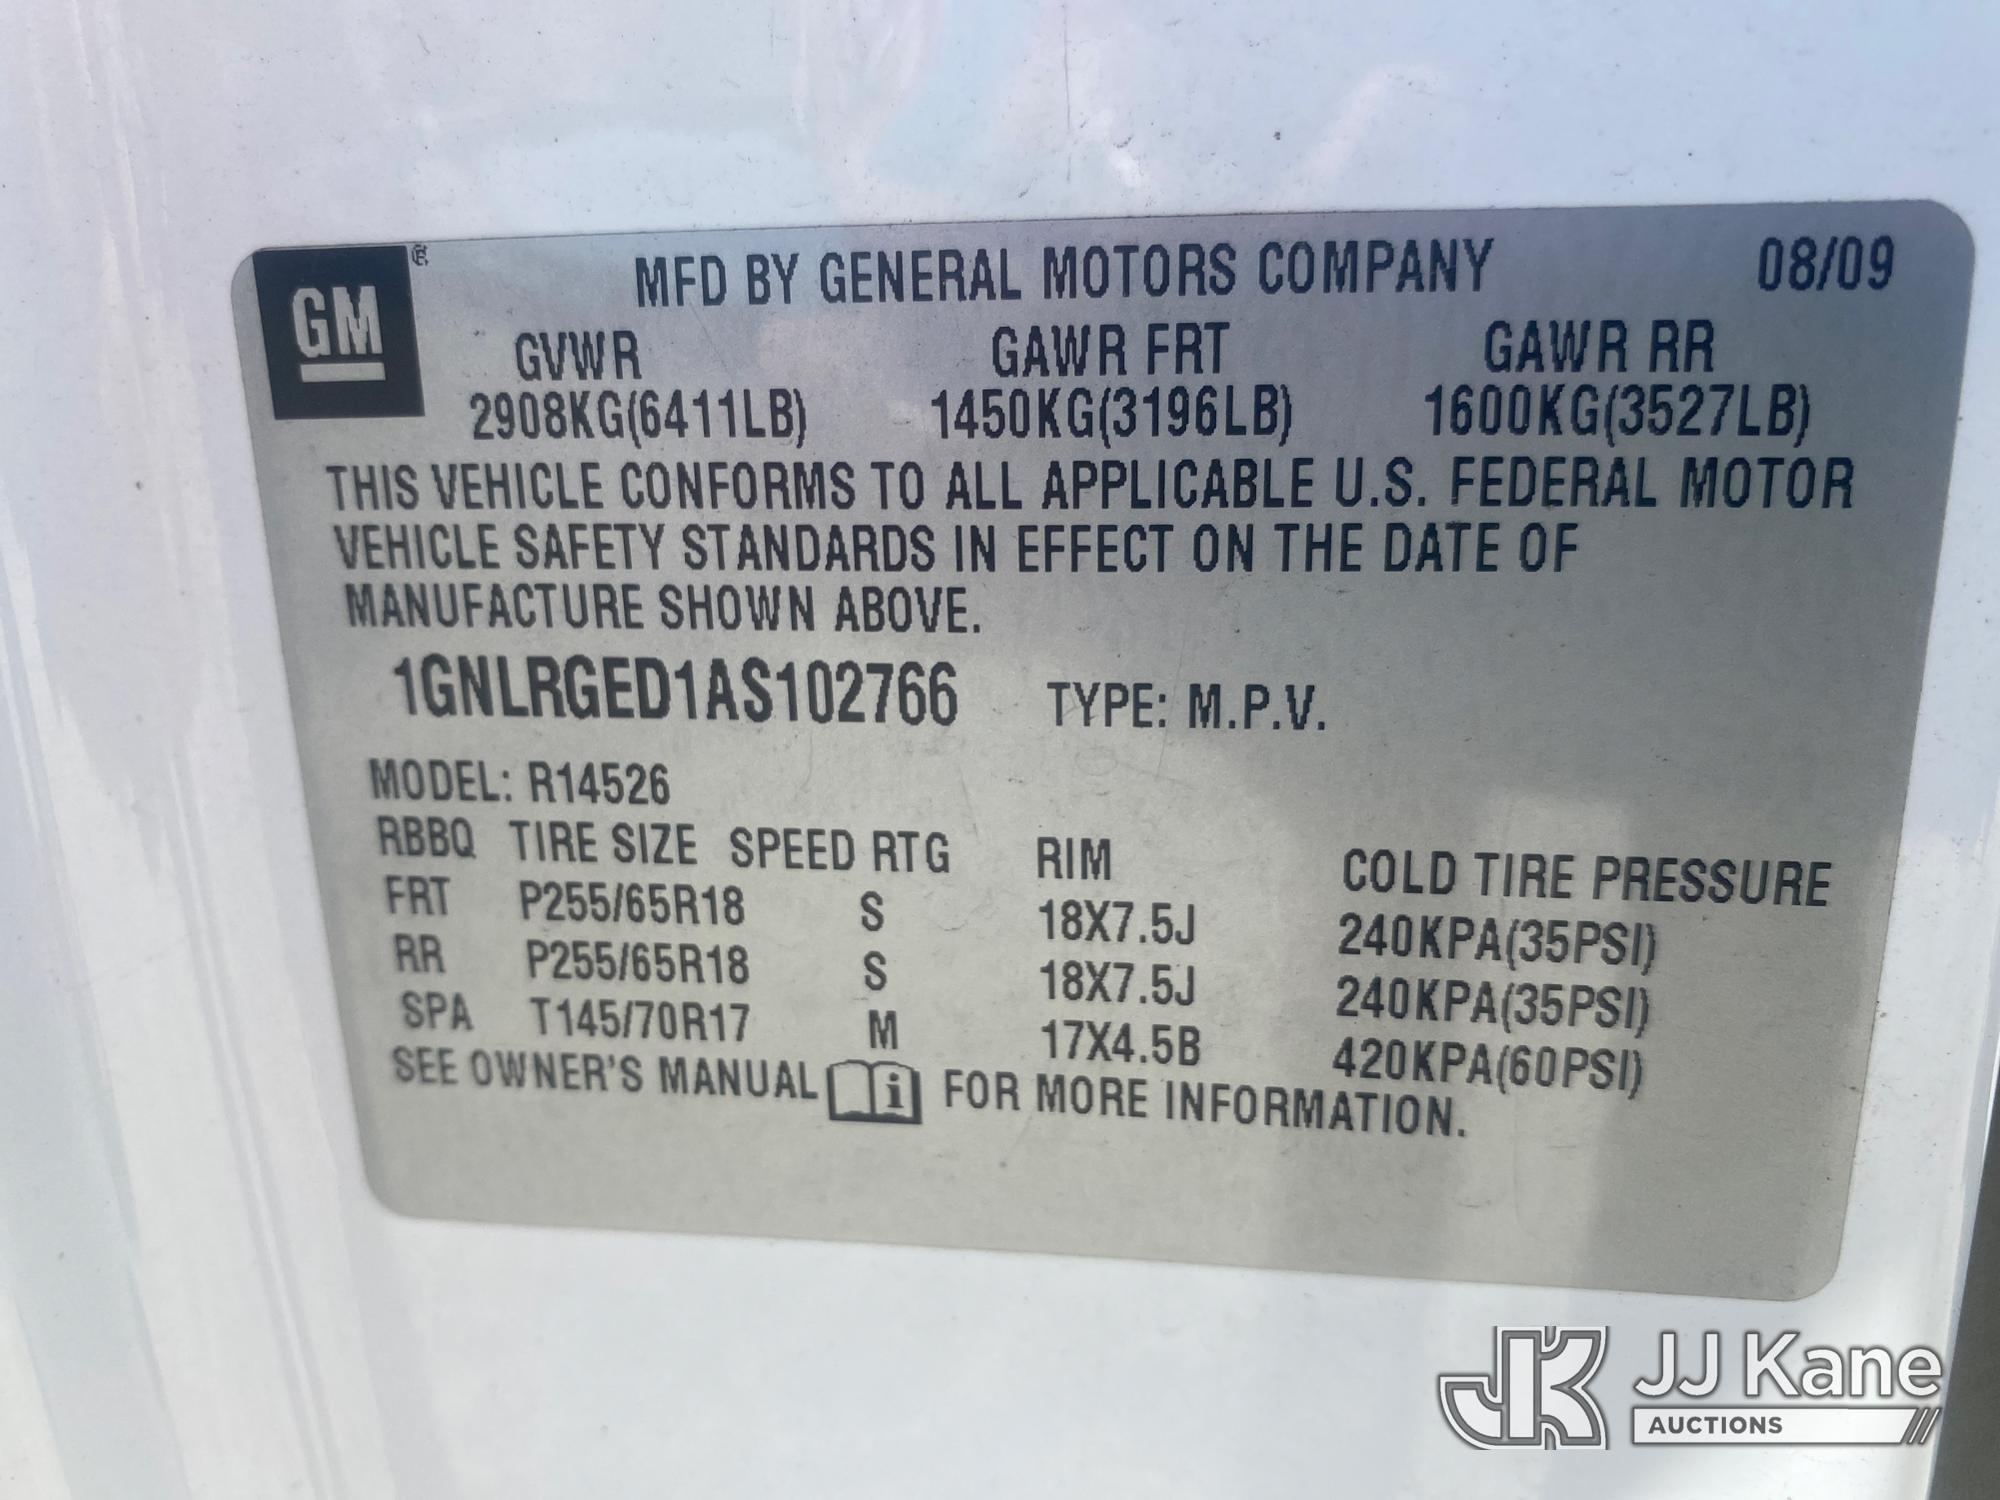 GM
MFD BY GENERAL MOTORS COMPANY 08/09
GVWR GAWR FRT GAWR RR
2908KG(6411LB) 1450KG(3196LB) 1600KG(3527LB)
THIS VEHICLE CONFORMS TO ALL APPLICABLE U.S. FEDERAL MOTOR
VEHICLE SAFETY STANDARDS IN EFFECT ON THE DATE OF
MANUFACTURE SHOWN ABOVE.
1GNLRGED1AS102766 TYPE: M.P.V.
MODEL: R14526
RBBQ TIRE SIZE SPEED RTG RIM COLD TIRE PRESSURE
FRT P255/65R18 S 18X7.5J 240KPA(35PSI)
RR P255/65R18 S 18X7.5J 240KPA(35PSI)
SPA T145/70R17 M 17X4.5B 420KPA(60PSI)
SEE OWNER'S MANUAL i FOR MORE INFORMATION.
JK JJ Kane
AUCTIONS